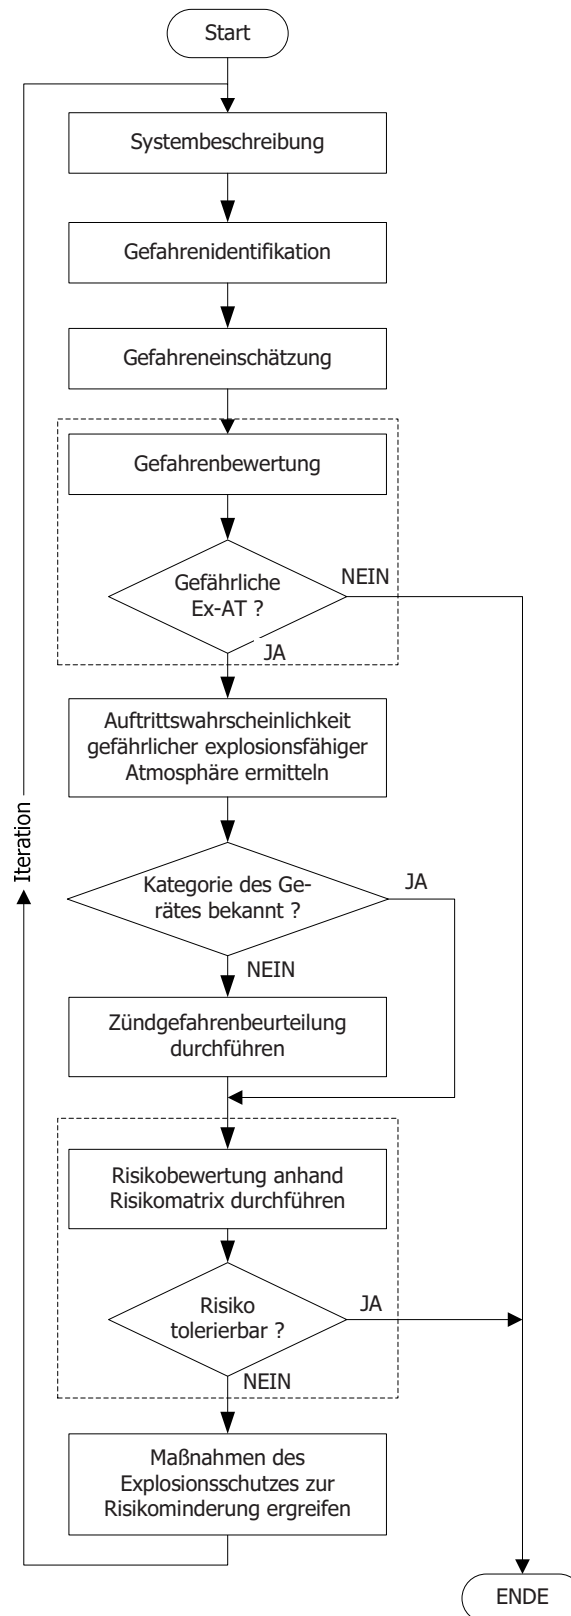 Start
Systembeschreibung
Gefahrenidentifikation
Gefahreneinschätzung
Gefahrenbewertung
Gefährliche
Ex-AT ?
NEIN
JA
Auftrittswahrscheinlichkeit
gefährlicher explosionsfähiger
Atmosphäre ermitteln
Iteration
Kategorie des Ge-
rätes bekannt ?
JA
NEIN
Zündgefahrenbeurteilung
durchführen
Risikobewertung anhand
Risikomatrix durchführen
Risiko
tolerierbar ?
JA
NEIN
Maßnahmen des
Explosionsschutzes zur
Risikominderung ergreifen
ENDE